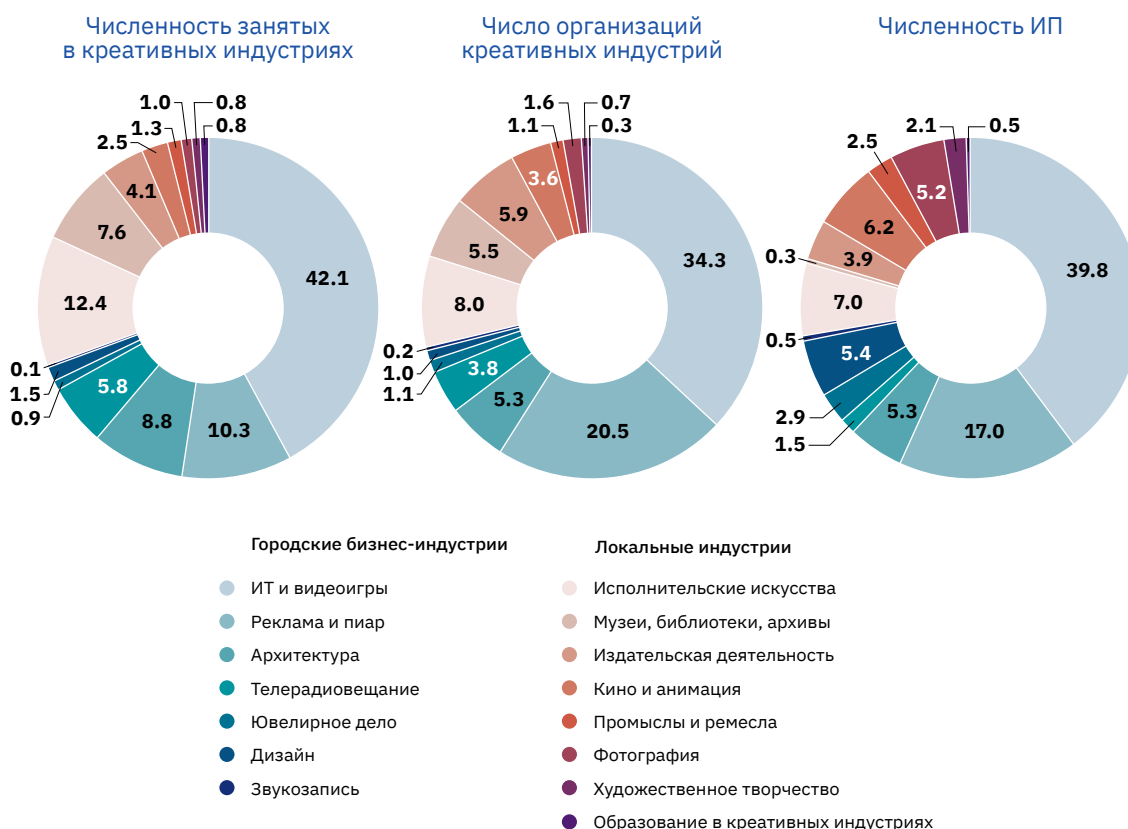 Численность занятых
в креативных индустриях
1.0
0.8
1.3
0.8
2.5
4.1
7.6
12.4
42.1
0.1
1.5
0.9
5.8
8.8
10.3
Число организаций
креативных индустрий
1.6
0.7
1.1
0.3
3.6
5.9
5.5
8.0
34.3
0.2
1.0
1.1
3.8
5.3
20.5
Численность ИП
2.1
0.5
2.5
5.2
6.2
3.9
0.3
7.0
39.8
0.5
5.4
2.9
1.5
5.3
17.0
Городские бизнес-индустрии
ИТ и видеоигры
Реклама и пиар
Архитектура
Телерадиовещание
Ювелирное дело
Дизайн
Звукозапись
Локальные индустрии
Исполнительские искусства
Музеи, библиотеки, архивы
Издательская деятельность
Кино и анимация
Промыслы и ремесла
Фотография
Художественное творчество
Образование в креативных индустриях